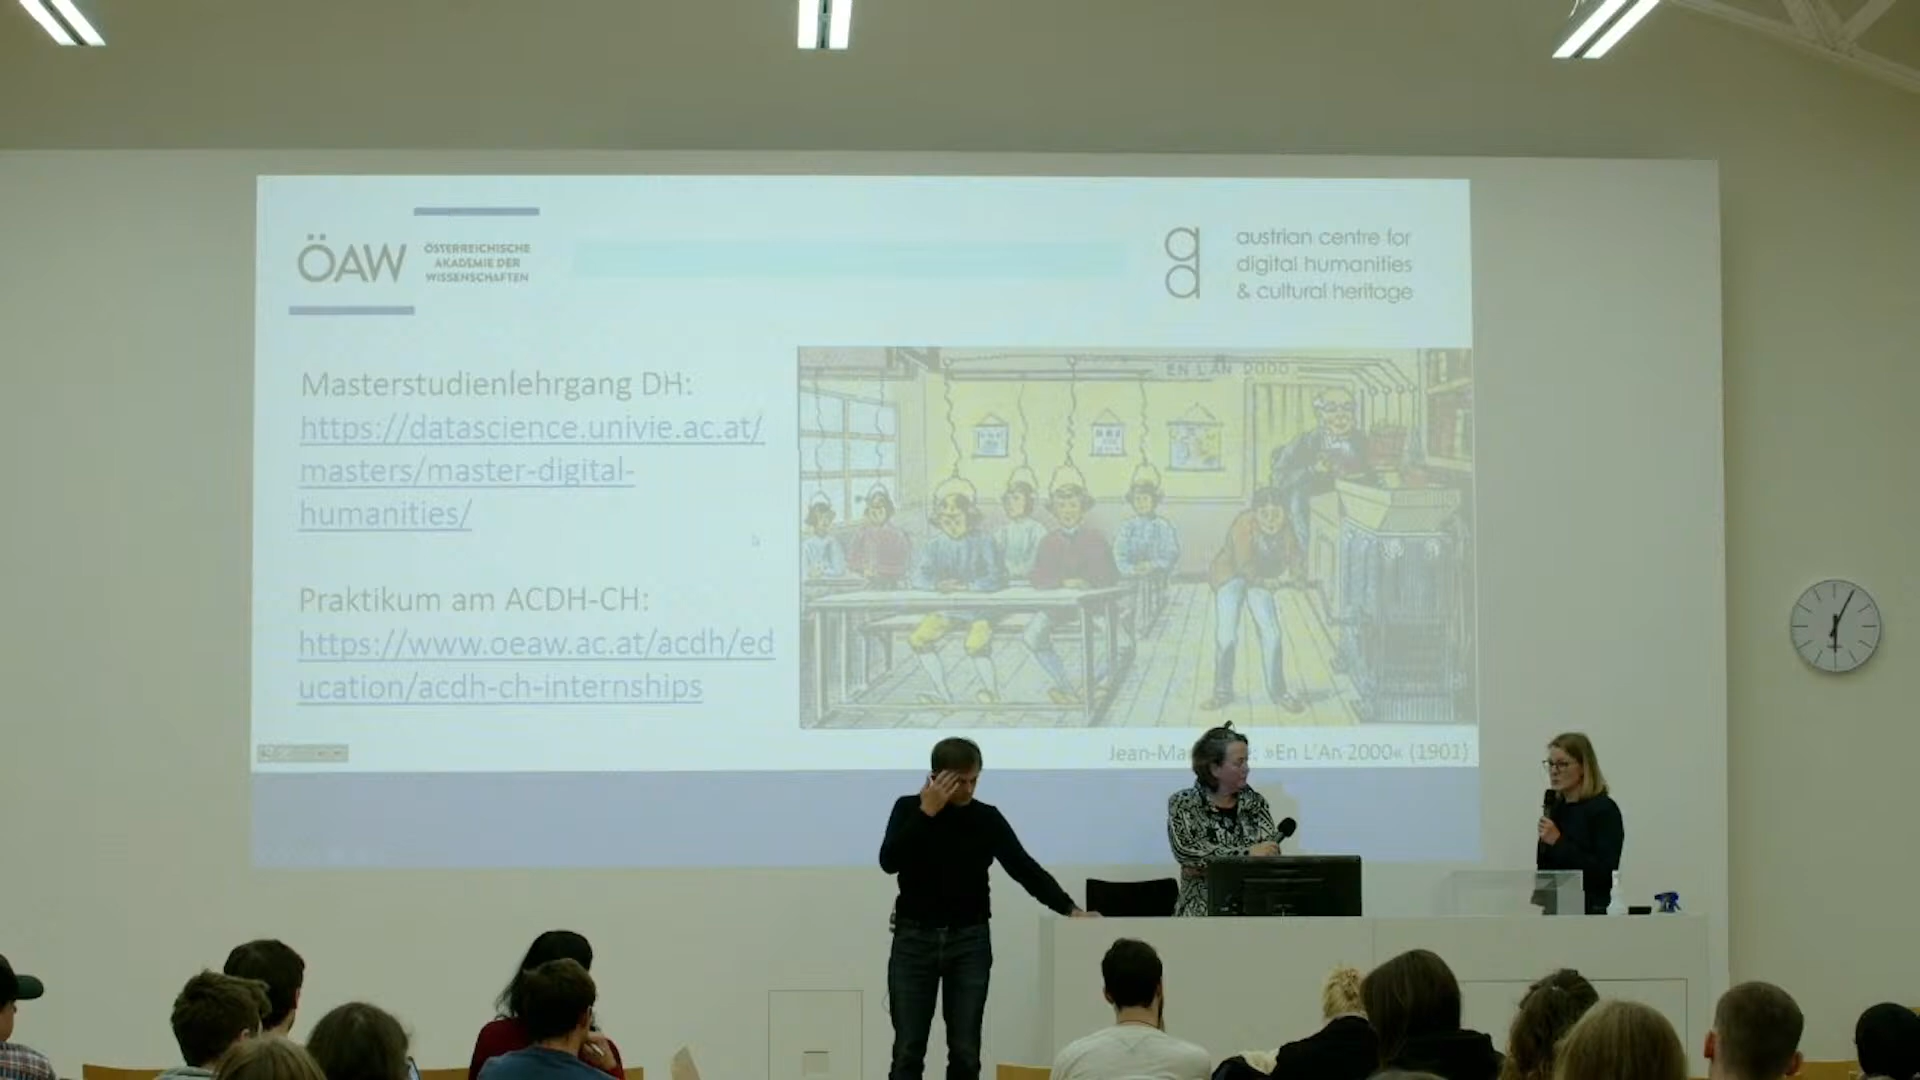 ÖAW
ÖSTERREICHISCHE
AKADEMIE DER
WISSENSCHAFTEN
austrian centre for
digital humanities
& cultural heritage
Masterstudienlehrgang DH:
https://datascience.univie.ac.at/
masters/master-digital-
humanities/
Praktikum am ACDH-CH:
https://www.oeaw.ac.at/acdh/ed
ucation/acdh-ch-internships
EN L'AN 2000
»En L'An 2000« (1901)